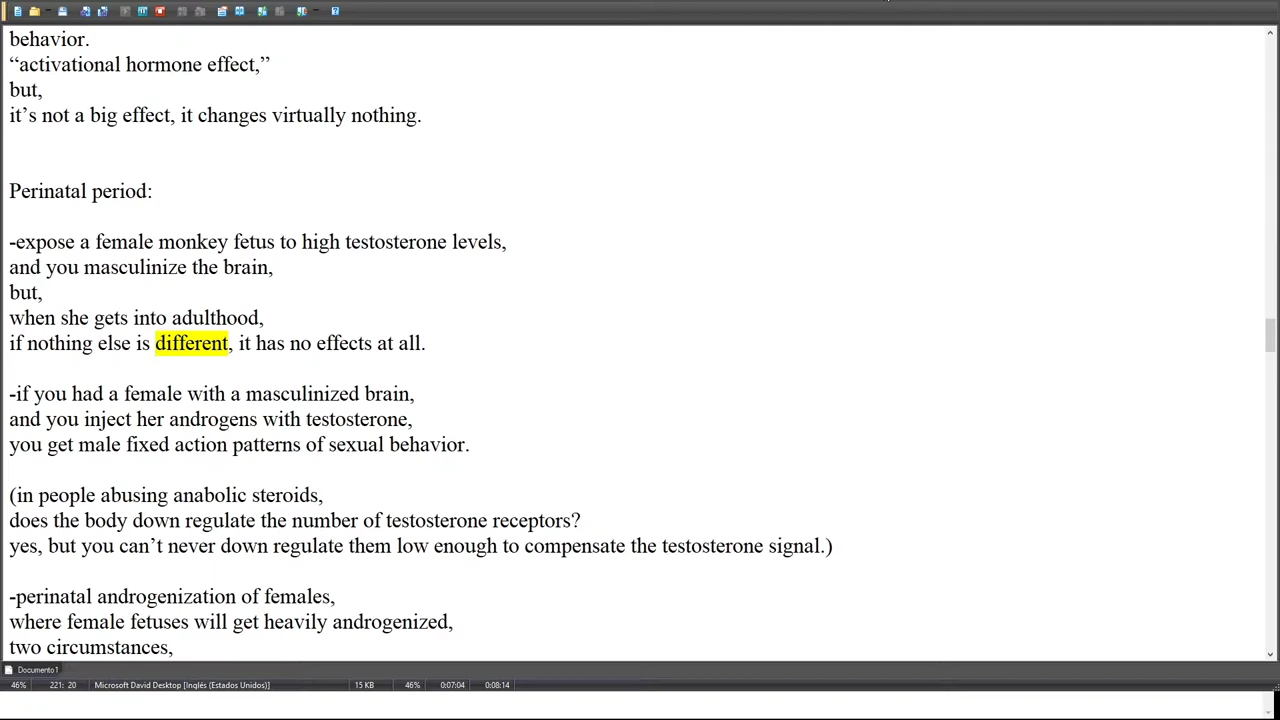 behavior.
“activational hormone effect,”
but,
it’s not a big effect, it changes virtually nothing.
Perinatal period:
-expose a female monkey fetus to high testosterone levels,
and you masculinize the brain,
but,
when she gets into adulthood,
if nothing else is different, it has no effects at all.
-if you had a female with a masculinized brain,
and you inject her androgens with testosterone,
you get male fixed action patterns of sexual behavior.
(in people abusing anabolic steroids,
does the body down regulate the number of testosterone receptors?
yes, but you can’t never down regulate them low enough to compensate the testosterone signal.)
-perinatal androgenization of females,
where female fetuses will get heavily androgenized,
two circumstances,
Documento1
46% 221: 20 Microsoft David Desktop [Inglés (Estados Unidos)] 15 KB 46% 0:07:04 0:08:14